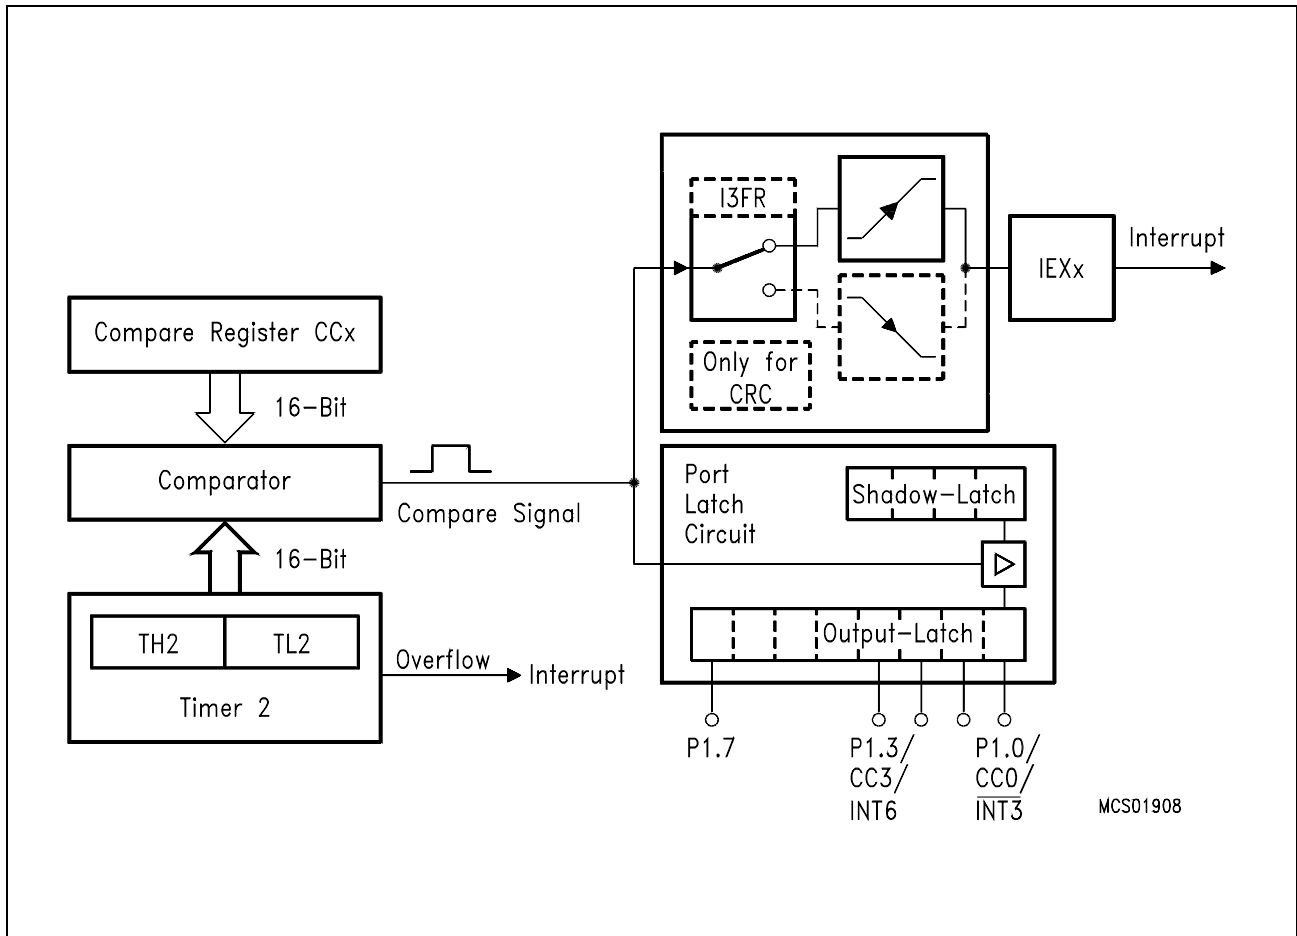 I3FR
Interrupt
IEXx
Compare Register CCx
Only for
CRC
16-Bit
Comparator
Compare Signal
Port
Latch
Circuit
Shadow-Latch
16-Bit
TH2
TL2
Timer 2
Overflow
Interrupt
Output-Latch
P1.7
P1.3/
CC3/
INT6
P1.0/
CC0/
INT3
MCS01908